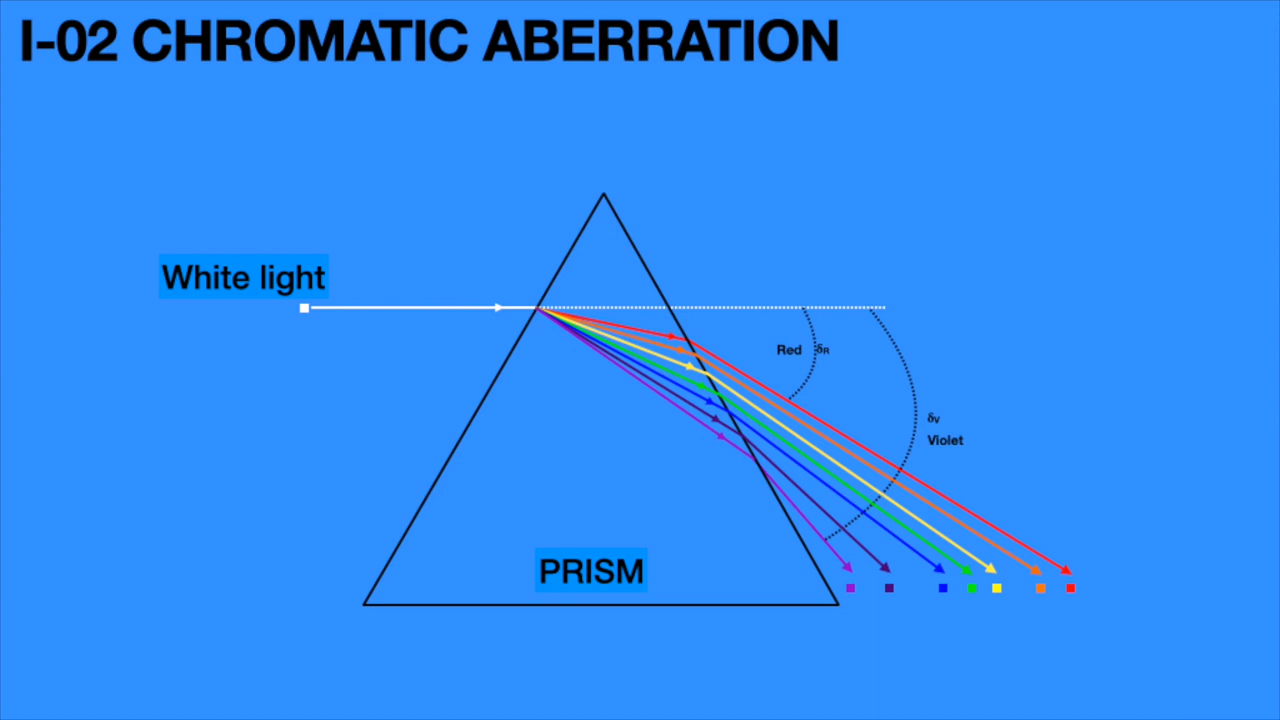 I-02 CHROMATIC ABERRATION
White light
Red δR
δV
Violet
PRISM